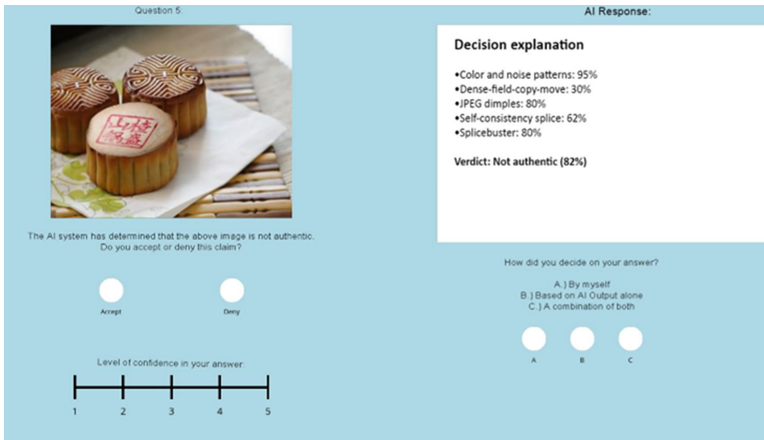 Question 5:
山楂
锅盔
The AI system has determined that the above image is not authentic.
Do you accept or deny this claim?
Accept
Deny
Level of confidence in your answer:
1 2 3 4 5
AI Response:
Decision explanation
•Color and noise patterns: 95%
•Dense-field-copy-move: 30%
•JPEG dimples: 80%
•Self-consistency splice: 62%
•Splicebuster: 80%
Verdict: Not authentic (82%)
How did you decide on your answer?
A.) By myself
B.) Based on AI Output alone
C.) A combination of both
A B C